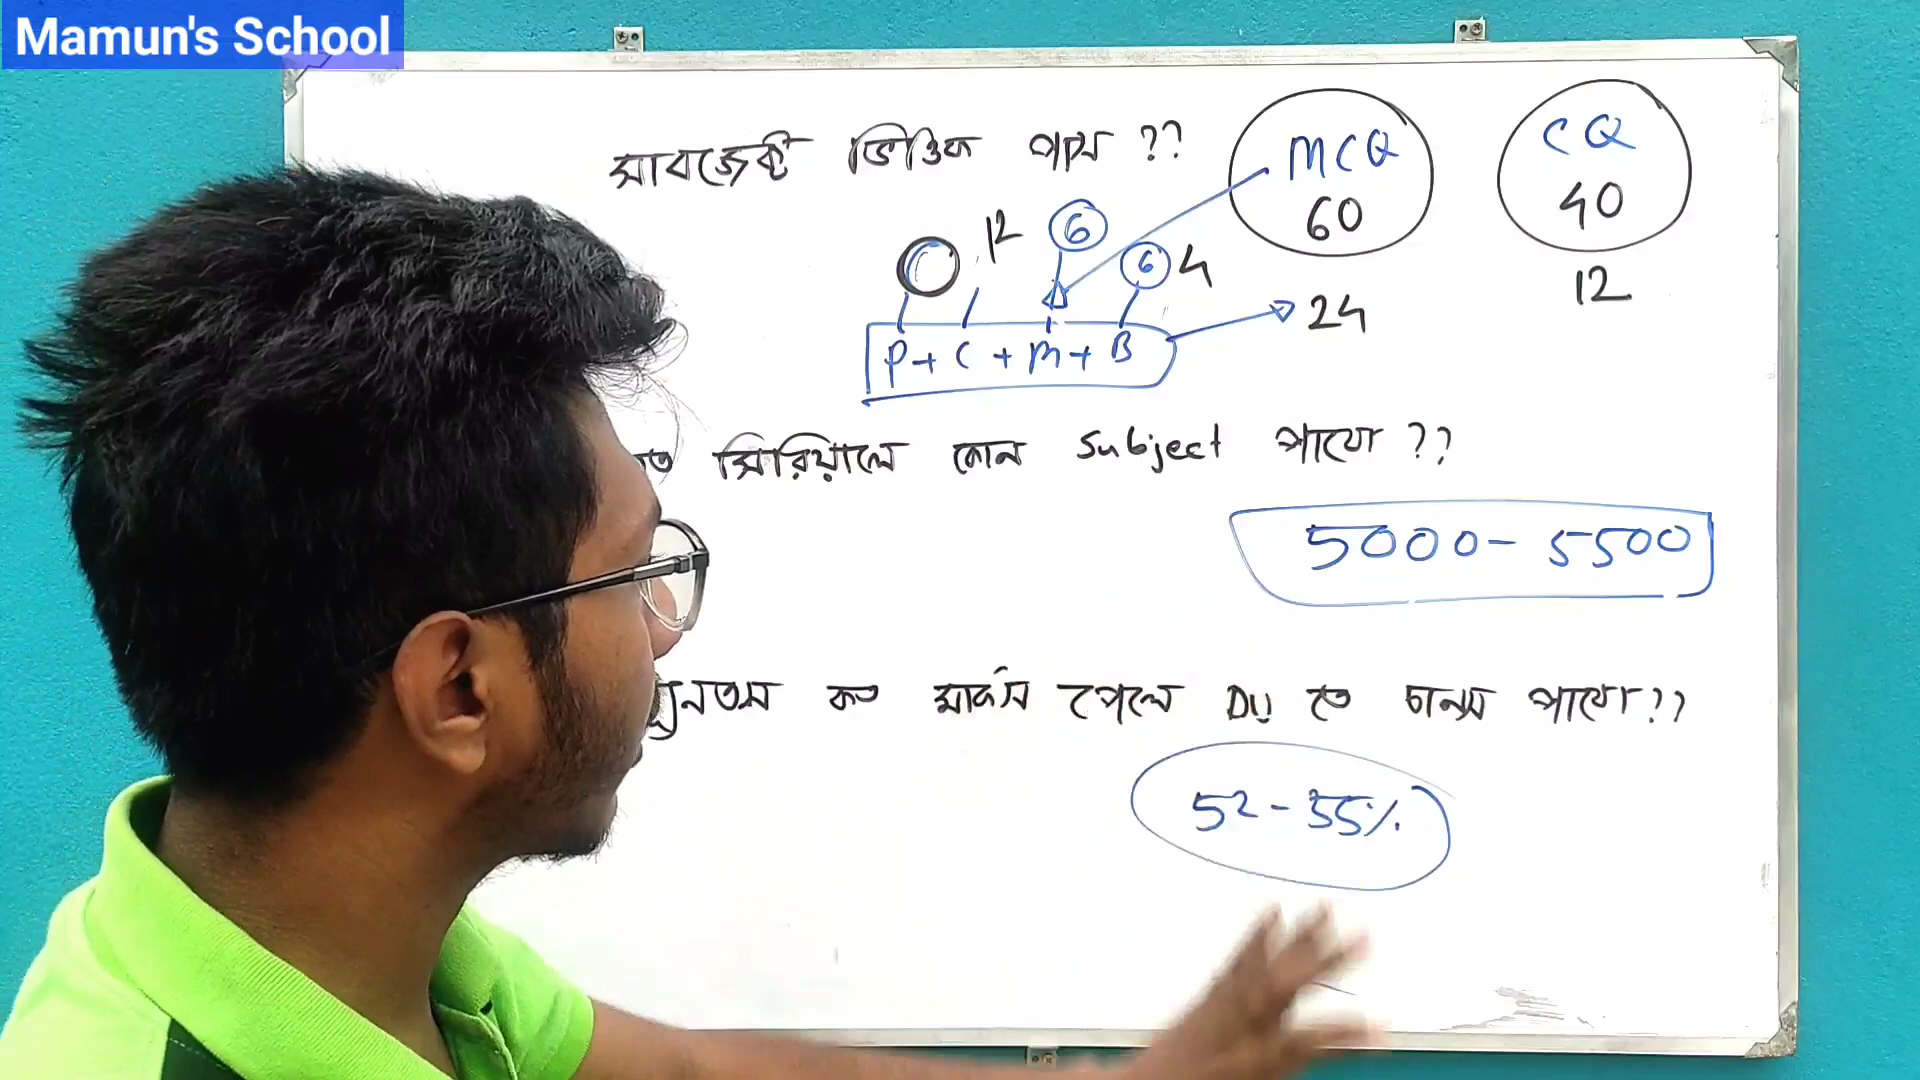 Mamun's School
সাবজেক্ট ভিত্তিক পাস ??
MCQ
60
CQ
40
12
6
6 4
24
12
P + C + M + B
সিরিয়ালে কোন Subject পাবো ??
5000 - 5500
কত মার্কস পেলে DU তে চান্স পাবো ??
52 - 55%